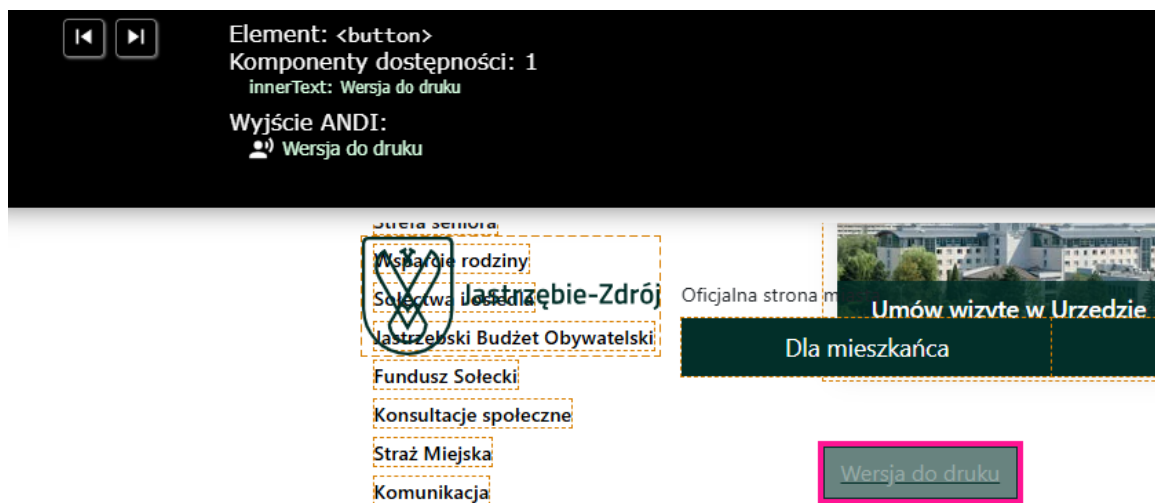 Element: <button>
Komponenty dostępności: 1
innerText: Wersja do druku
Wyjście ANDI:
Wersja do druku
Strefa seniora
Wsparcie rodziny
Sołectwa i osiedla
Jastrzębie-Zdrój
Oficjalna strona m
Umów wizytę w Urzędzie
Jastrzębski Budżet Obywatelski
Dla mieszkańca
Fundusz Sołecki
Konsultacje społeczne
Straż Miejska
Wersja do druku
Komunikacja